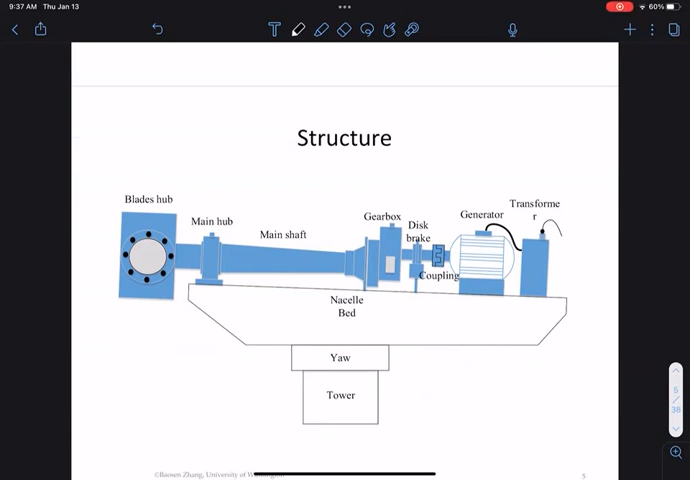 9:37 AM Thu Jan 13
60%
Structure
Blades hub
Main hub
Main shaft
Gearbox
Disk
brake
Generator
Transforme
r
Coupling
Nacelle
Bed
Yaw
Tower
5
/
38
©Baosen Zhang, University of W
5